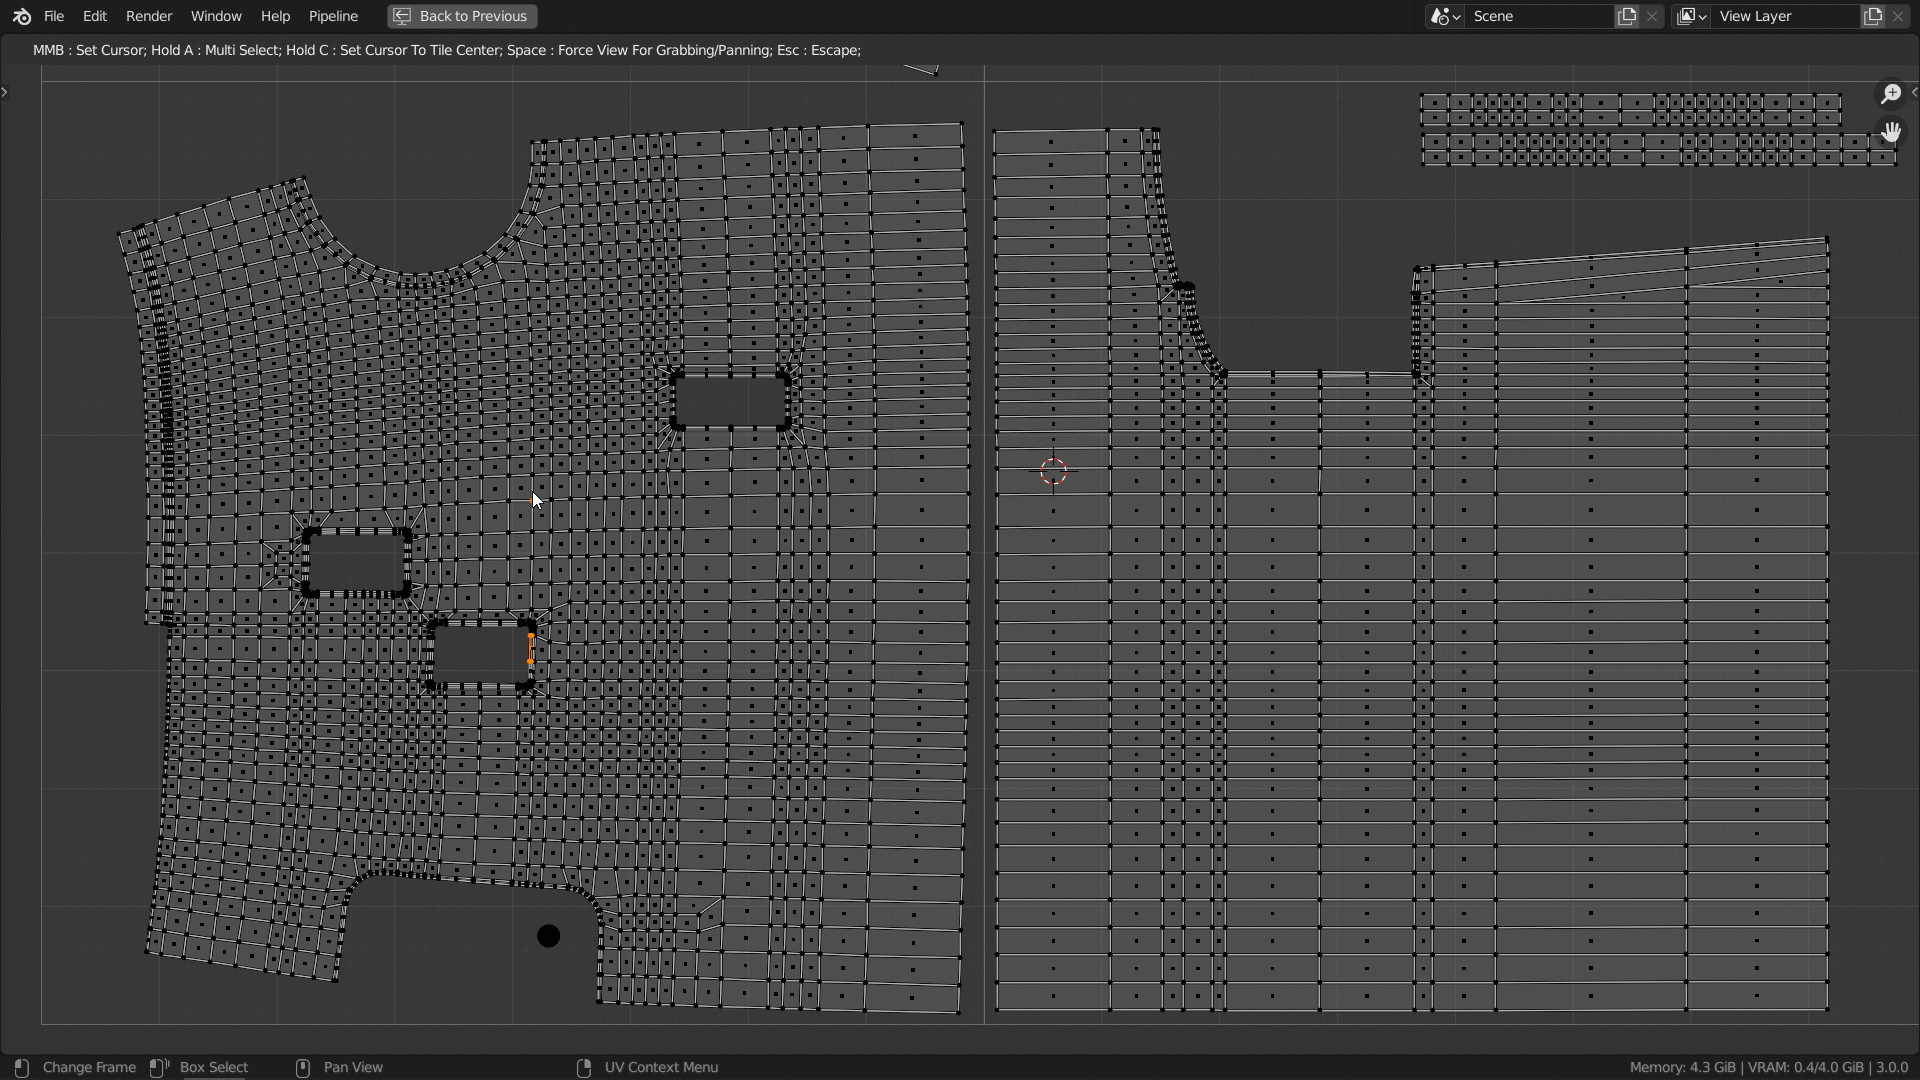 File Edit Render Window Help Pipeline Back to Previous Scene View Layer
MMB : Set Cursor; Hold A : Multi Select; Hold C : Set Cursor To Tile Center; Space : Force View For Grabbing/Panning; Esc : Escape;
Change Frame Box Select Pan View UV Context Menu Memory: 4.3 GiB | VRAM: 0.4/4.0 GiB | 3.0.0